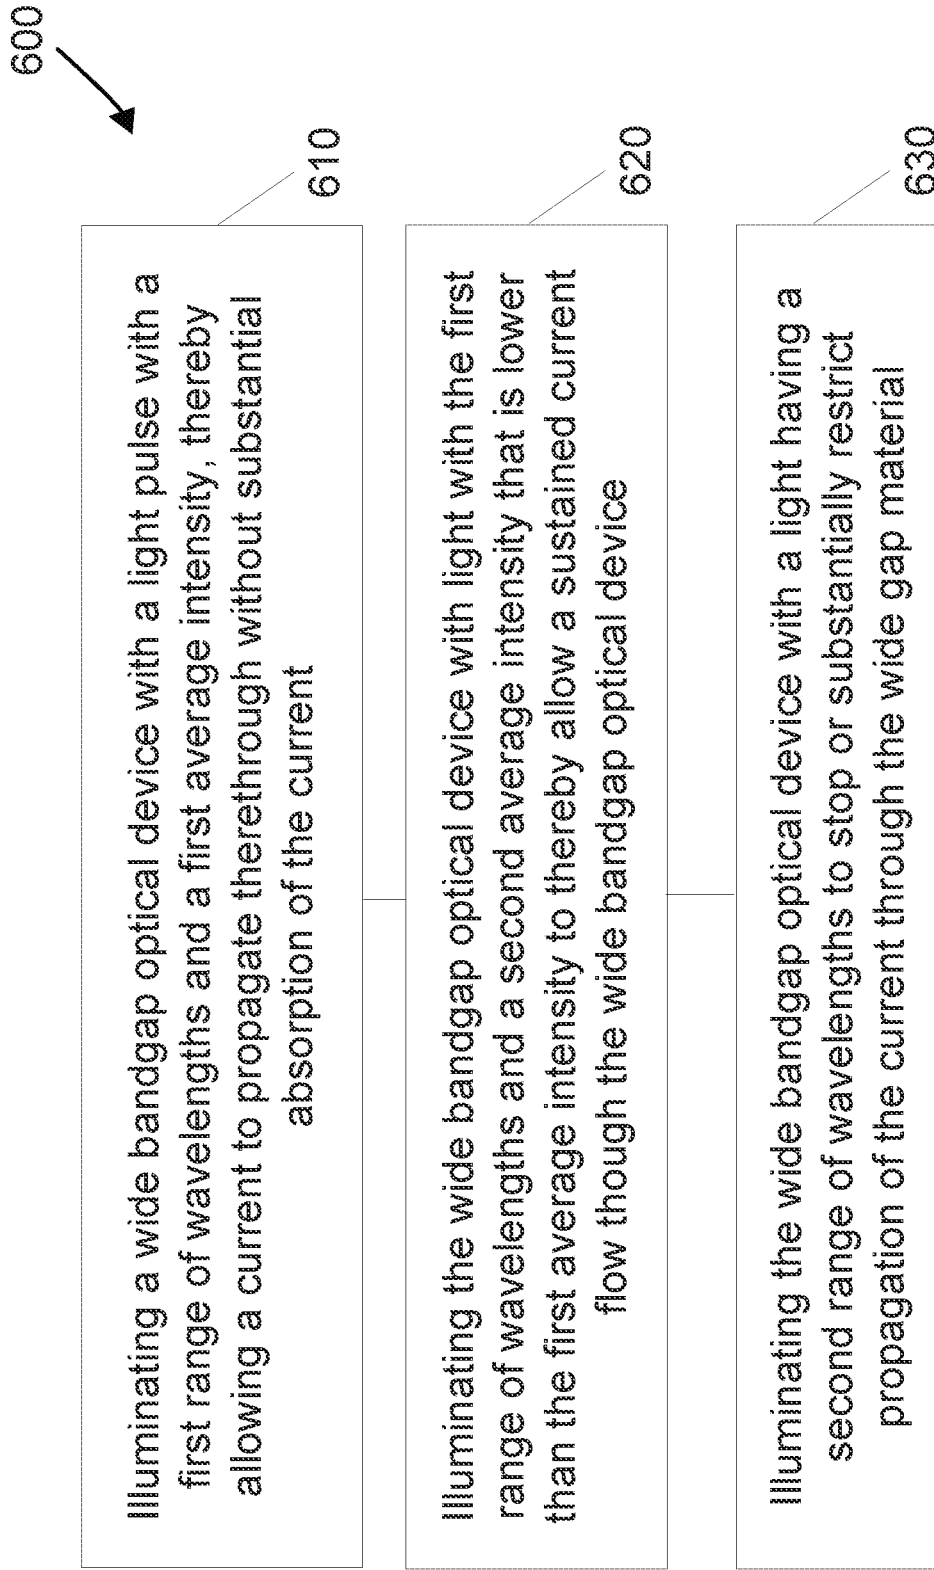 600
610
Illuminating a wide bandgap optical device with a light pulse with a
first range of wavelengths and a first average intensity, thereby
allowing a current to propagate therethrough without substantial
absorption of the current
620
Illuminating the wide bandgap optical device with light with the first
range of wavelengths and a second average intensity that is lower
than the first average intensity to thereby allow a sustained current
flow though the wide bandgap optical device
630
Illuminating the wide bandgap optical device with a light having a
second range of wavelengths to stop or substantially restrict
propagation of the current through the wide gap material